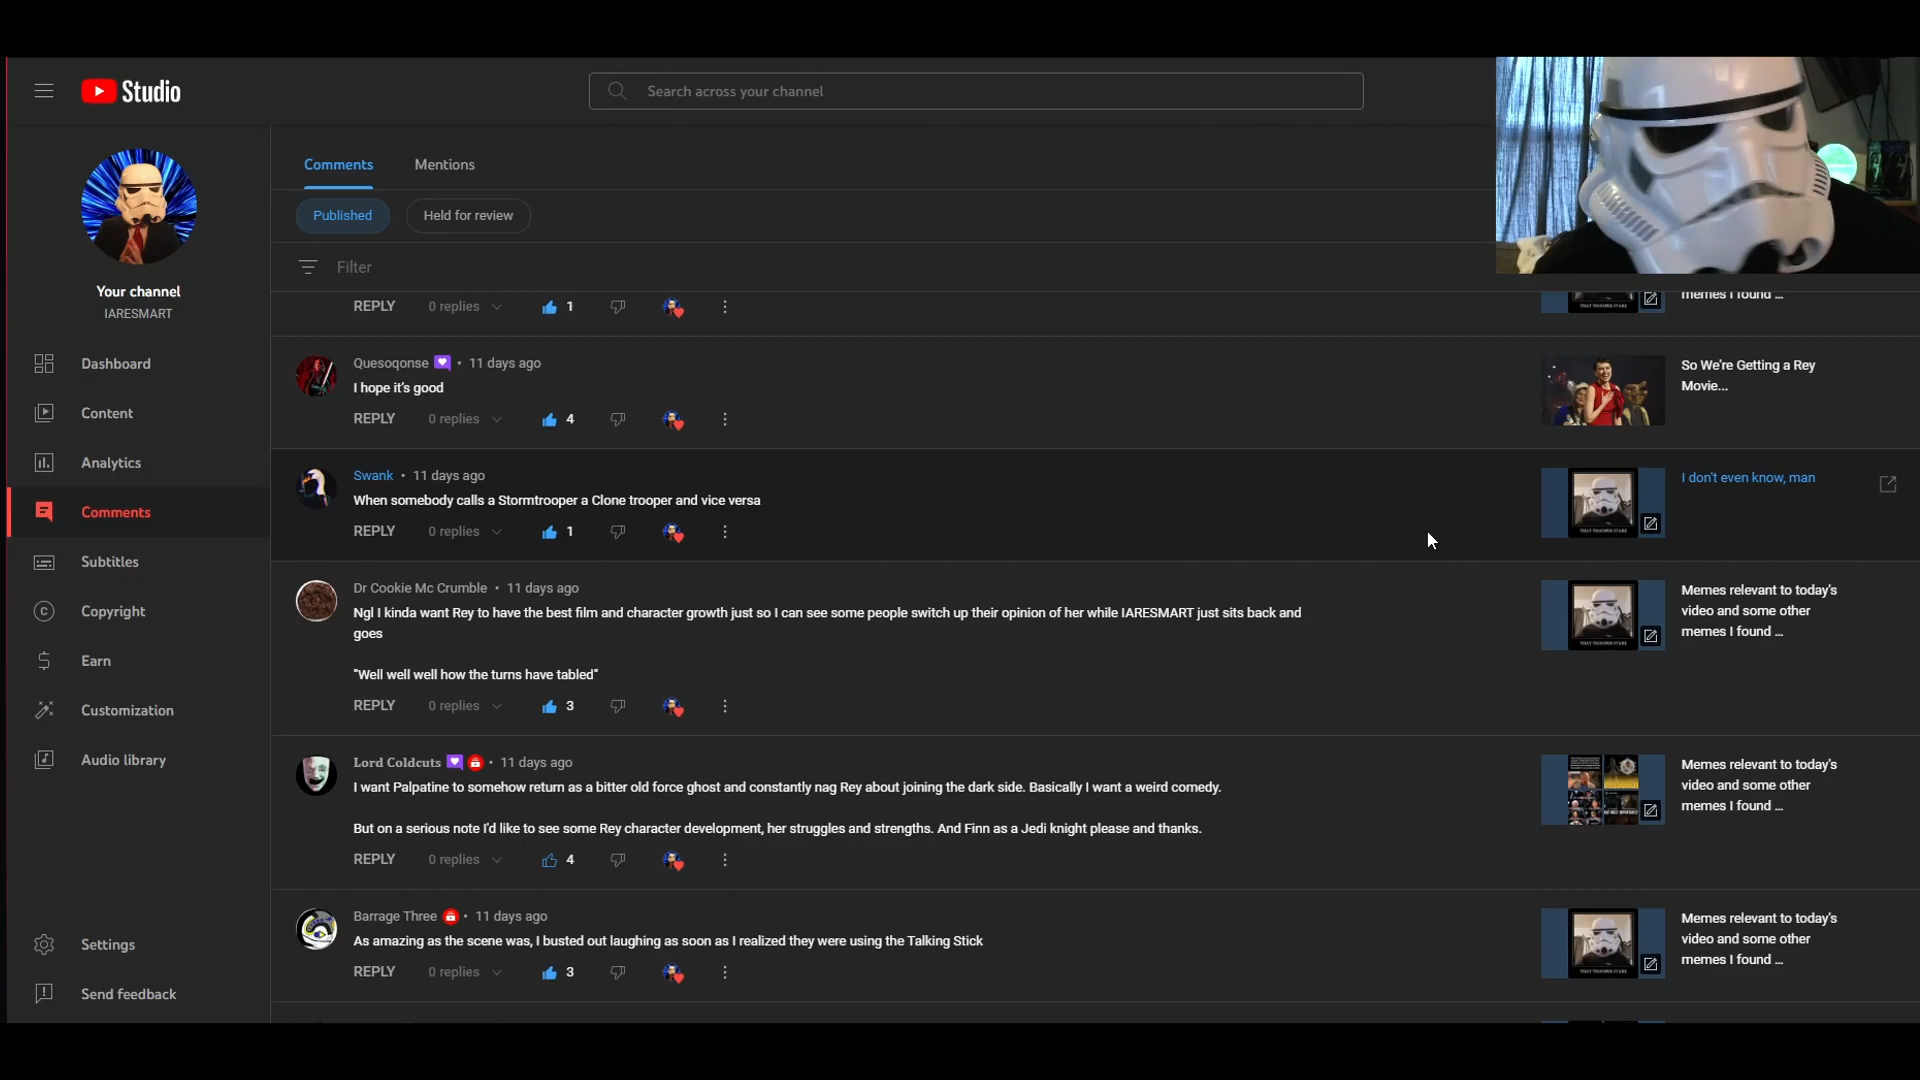 Studio
Search across your channel
Your channel
IARESMART
Dashboard
Content
Analytics
Comments
Subtitles
Copyright
Earn
Customization
Audio library
Settings
Send feedback
Comments
Mentions
Published
Held for review
Filter
REPLY 0 replies 1
memes I found ...
Quesoqonse • 11 days ago
I hope it's good
REPLY 0 replies 4
So We're Getting a Rey
Movie...
Swank • 11 days ago
When somebody calls a Stormtrooper a Clone trooper and vice versa
REPLY 0 replies 1
I don't even know, man
Dr Cookie Mc Crumble • 11 days ago
Ngl I kinda want Rey to have the best film and character growth just so I can see some people switch up their opinion of her while IARESMART just sits back and
goes
"Well well well how the turns have tabled"
REPLY 0 replies 3
Memes relevant to today's
video and some other
memes I found ...
Lord Coldcuts • 11 days ago
I want Palpatine to somehow return as a bitter old force ghost and constantly nag Rey about joining the dark side. Basically I want a weird comedy.
But on a serious note I'd like to see some Rey character development, her struggles and strengths. And Finn as a Jedi knight please and thanks.
REPLY 0 replies 4
Memes relevant to today's
video and some other
memes I found ...
Barrage Three • 11 days ago
As amazing as the scene was, I busted out laughing as soon as I realized they were using the Talking Stick
REPLY 0 replies 3
Memes relevant to today's
video and some other
memes I found ...